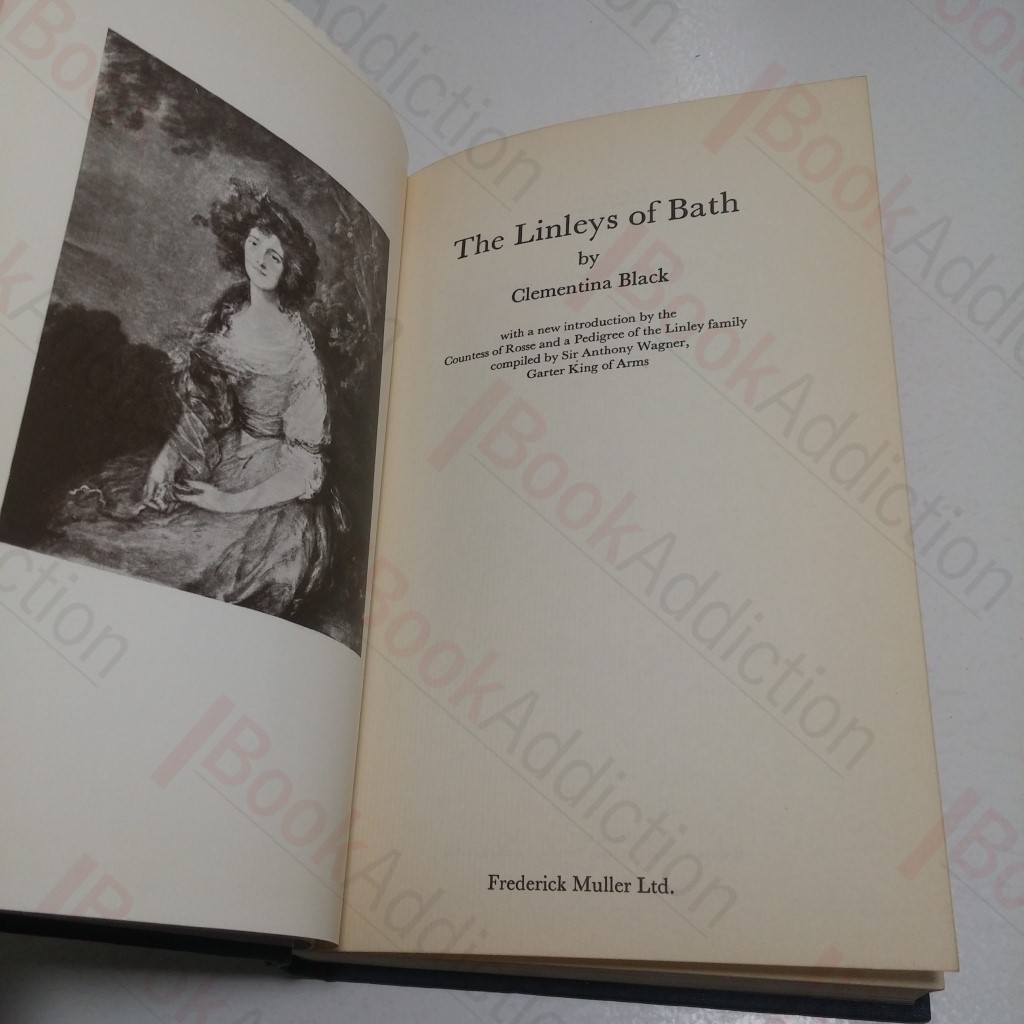 The Linleys of Bath
by
Clementina Black
with a new introduction by the
Countess of Rosse and a Pedigree of the Linley family
compiled by Sir Anthony Wagner,
Garter King of Arms
Frederick Muller Ltd.
BookAddiction